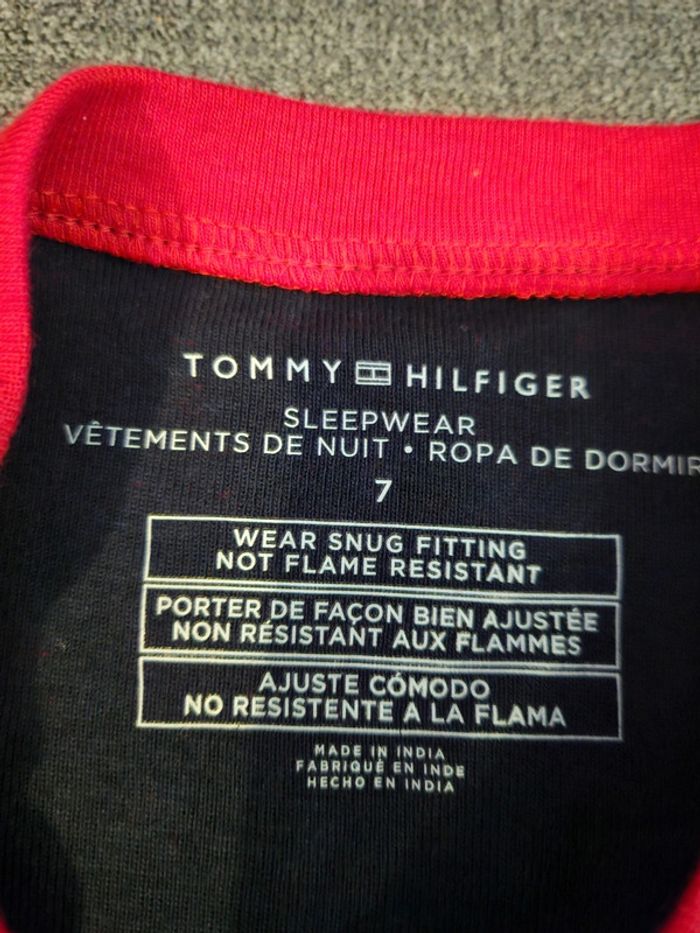 TOMMY HILFIGER
SLEEPWEAR
VÊTEMENTS DE NUIT • ROPA DE DORMIR
7
WEAR SNUG FITTING
NOT FLAME RESISTANT
PORTER DE FAÇON BIEN AJUSTÉE
NON RÉSISTANT AUX FLAMMES
AJUSTE CÓMODO
NO RESISTENTE A LA FLAMA
MADE IN INDIA
FABRIQUÉ EN INDE
HECHO EN INDIA